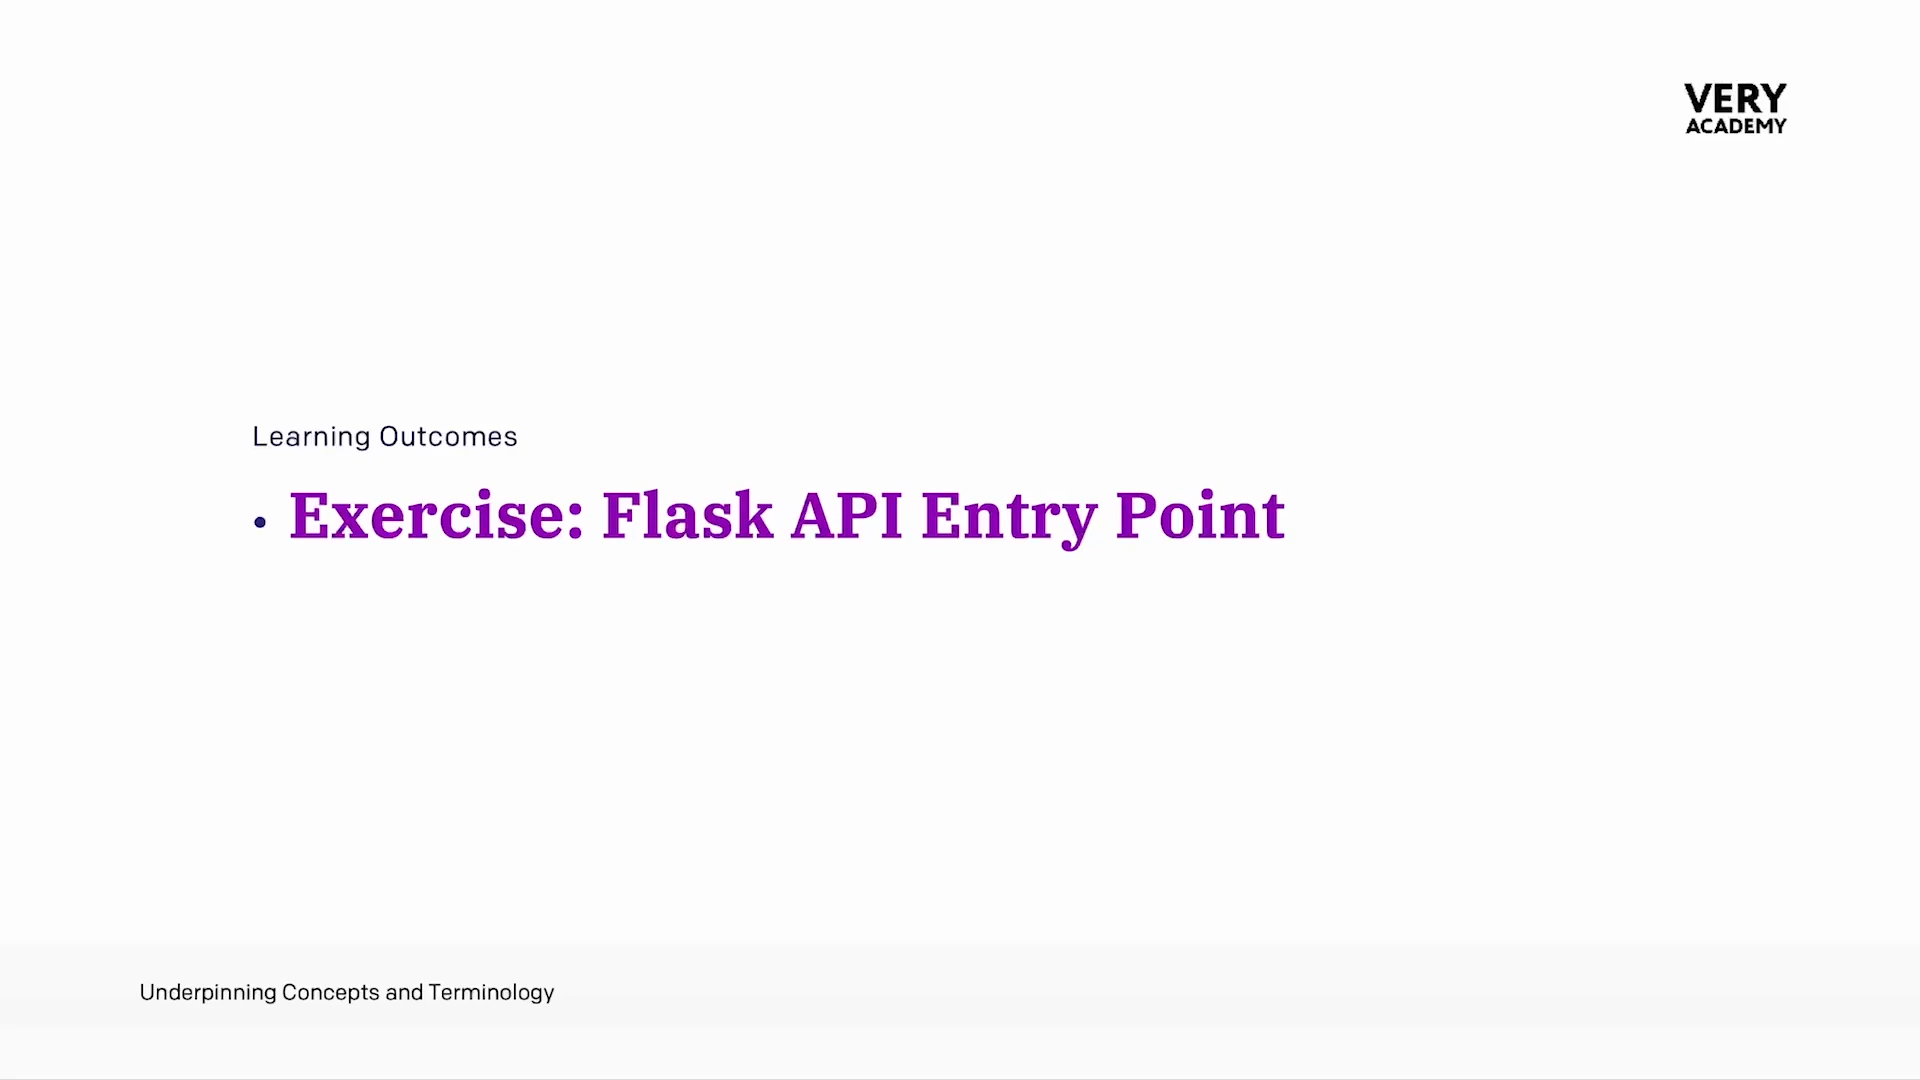 VERY
ACADEMY
Learning Outcomes
• Exercise: Flask API Entry Point
Underpinning Concepts and Terminology